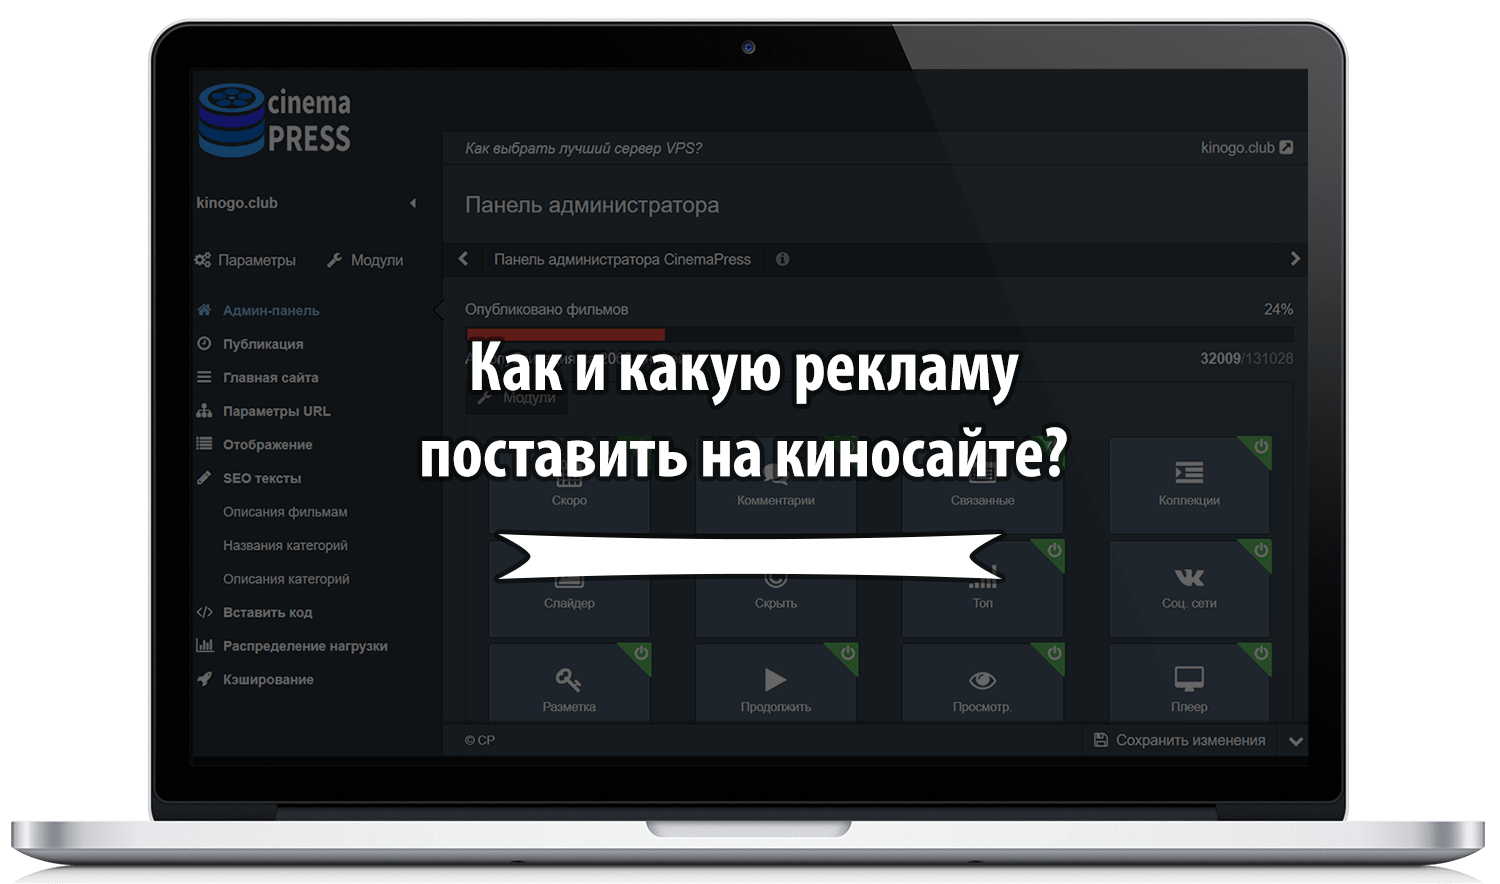 cinema
PRESS
Как выбрать лучший сервер VPS?
kinogo.club
kinogo.club
Панель администратора
Параметры
Модули
Панель администратора CinemaPress
Админ-панель
Публикация
Главная сайта
Параметры URL
Отображение
SEO тексты
Описания фильмам
Названия категорий
Описания категорий
Вставить код
Распределение нагрузки
Кэширование
Опубликовано фильмов
24%
32009/131028
Как и какую рекламу
поставить на киносайте?
Модули
Скоро
Комментарии
Связанные
Коллекции
Слайдер
Скрыть
Топ
Соц. сети
Разметка
Продолжить
Просмотр.
Плеер
© CP
Сохранить изменения